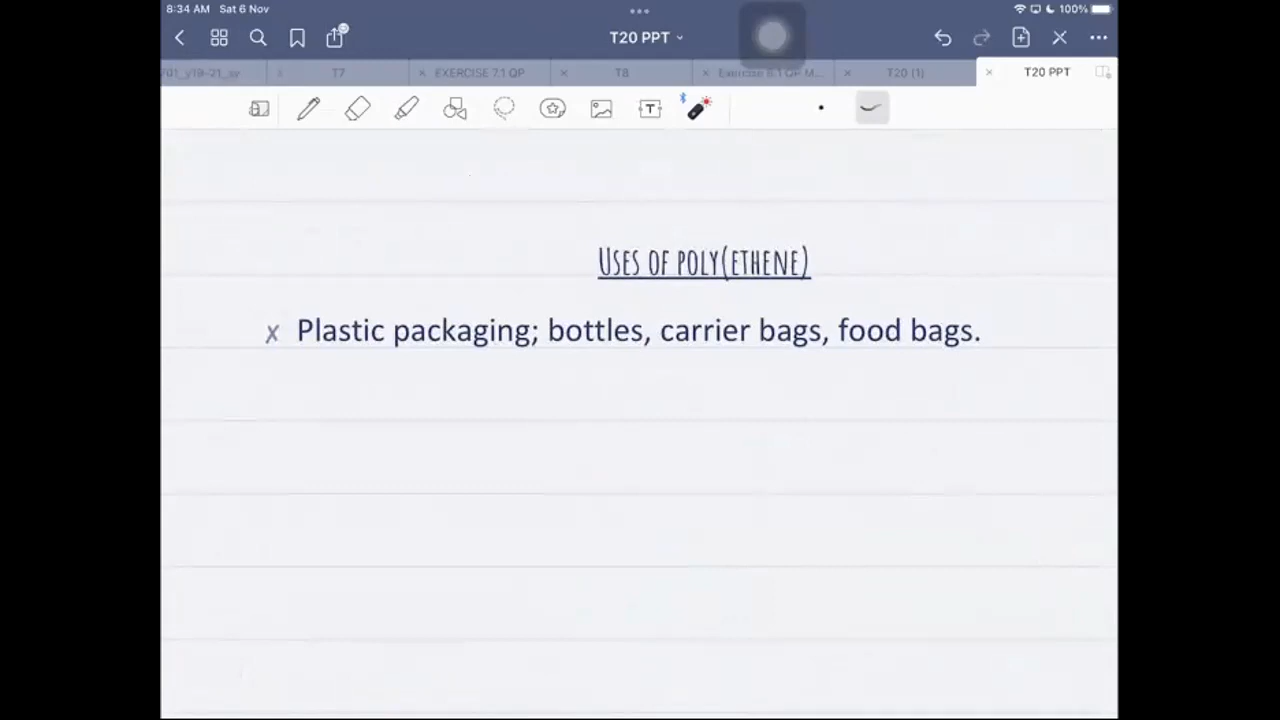 8:34 AM Sat 6 Nov
100%
T20 PPT
T7
EXERCISE 7.1 QP
T8
T20 (1)
T20 PPT
T
USES OF POLY(ETHENE)
x Plastic packaging; bottles, carrier bags, food bags.